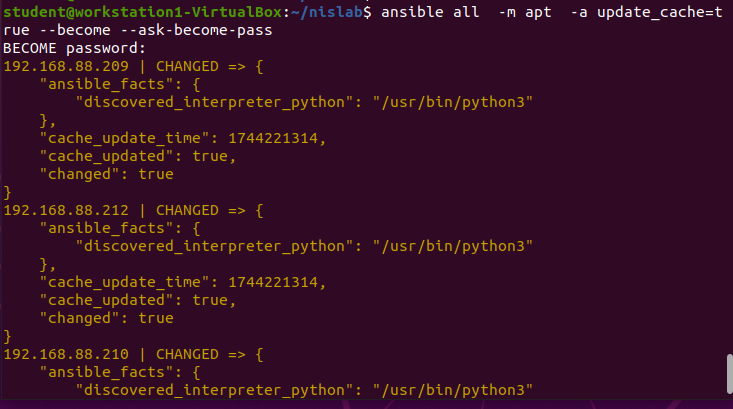 student@workstation1-VirtualBox:~/nislab$ ansible all  -m apt  -a update_cache=t
rue --become --ask-become-pass
BECOME password:
192.168.88.209 | CHANGED => {
    "ansible_facts": {
        "discovered_interpreter_python": "/usr/bin/python3"
    },
    "cache_update_time": 1744221314,
    "cache_updated": true,
    "changed": true
}
192.168.88.212 | CHANGED => {
    "ansible_facts": {
        "discovered_interpreter_python": "/usr/bin/python3"
    },
    "cache_update_time": 1744221314,
    "cache_updated": true,
    "changed": true
}
192.168.88.210 | CHANGED => {
    "ansible_facts": {
        "discovered_interpreter_python": "/usr/bin/python3"